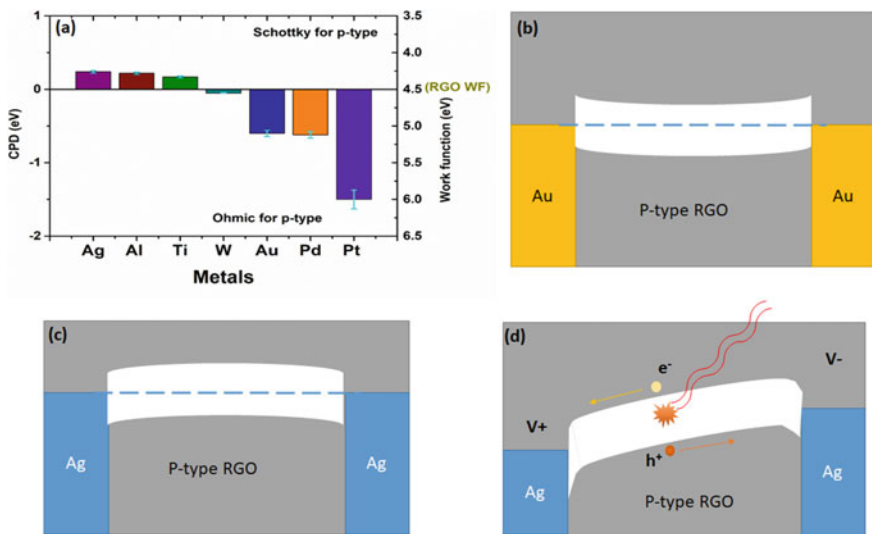 (a)
Schottky for p-type
Ohmic for p-type
CPD (eV)
1
0
-1
-2
3.5
4.0
4.5
5.0
5.5
6.0
6.5
(RGO WF)
Work function (eV)
Ag Al Ti W Au Pd Pt
Metals
(b)
Au
Au
P-type RGO
(c)
Ag
Ag
P-type RGO
(d)
e-
V-
V+
h+
Ag
Ag
P-type RGO